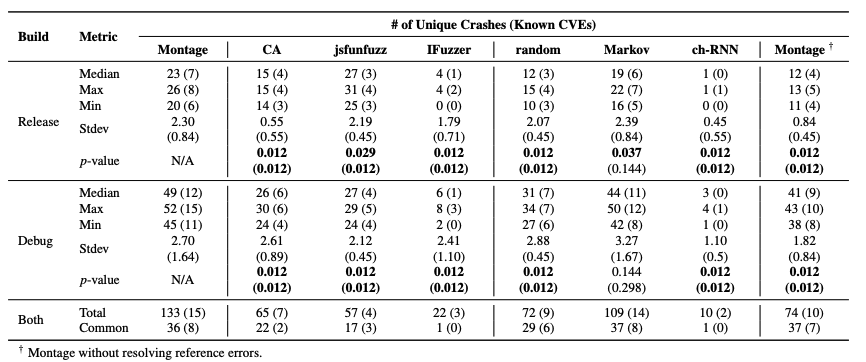 # of Unique Crashes (Known CVEs)
Build Metric
Montage CA jsfunfuzz IFuzzer random Markov ch-RNN Montage †
Median 23 (7) 15 (4) 27 (3) 4 (1) 12 (3) 19 (6) 1 (0) 12 (4)
Max 26 (8) 15 (4) 31 (4) 4 (2) 15 (4) 22 (7) 1 (1) 13 (5)
Min 20 (6) 14 (3) 25 (3) 0 (0) 10 (3) 16 (5) 0 (0) 11 (4)
Release
Stdev
2.30 0.55 2.19 1.79 2.07 2.39 0.45 0.84
(0.84) (0.55) (0.45) (0.71) (0.45) (0.84) (0.55) (0.45)
p-value N/A
0.012 0.029 0.012 0.012 0.037 0.012 0.012
(0.012) (0.012) (0.012) (0.012) (0.144) (0.012) (0.012)
Median 49 (12) 26 (6) 27 (4) 6 (1) 31 (7) 44 (11) 3 (0) 41 (9)
Max 52 (15) 30 (6) 29 (5) 8 (3) 34 (7) 50 (12) 4 (1) 43 (10)
Min 45 (11) 24 (4) 24 (4) 2 (0) 27 (6) 42 (8) 1 (0) 38 (8)
Debug
Stdev
2.70 2.61 2.12 2.41 2.88 3.27 1.10 1.82
(1.64) (0.89) (0.45) (1.10) (0.45) (1.67) (0.5) (0.84)
p-value N/A
0.012 0.012 0.012 0.012 0.144 0.012 0.012
(0.012) (0.012) (0.012) (0.012) (0.298) (0.012) (0.012)
Both
Total 133 (15) 65 (7) 57 (4) 22 (3) 72 (9) 109 (14) 10 (2) 74 (10)
Common 36 (8) 22 (2) 17 (3) 1 (0) 29 (6) 37 (8) 1 (0) 37 (7)
† Montage without resolving reference errors.